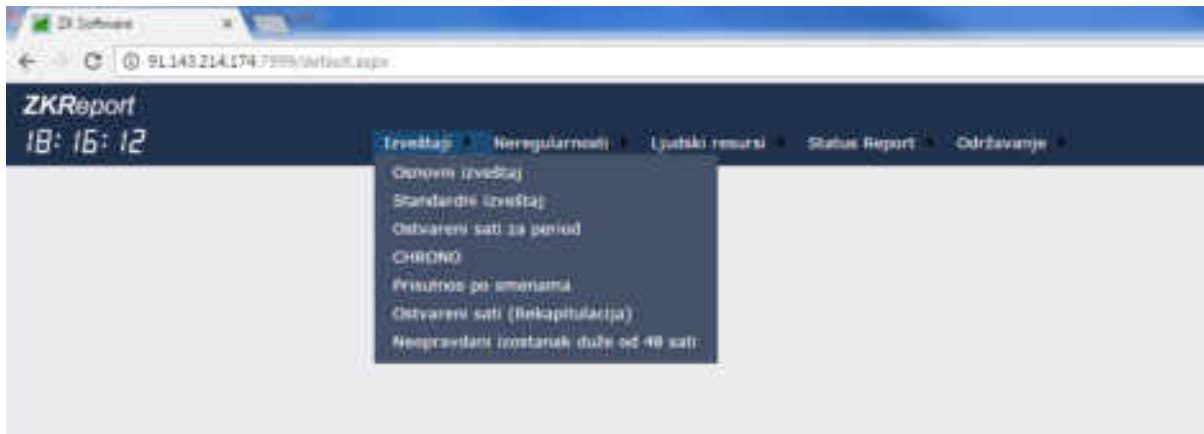 ZK Software
91.143.214.174:7999/default.aspx
ZKReport
18:16:12
Izveštaji Neregularnosti Ljudski resursi Status Report Održavanje
Osnovni izveštaj
Standardni izveštaj
Ostvareni sati za period
CHRONO
Prisutnos po smenama
Ostvareni sati (Rekapitulacija)
Neopravdani izostanak duže od 48 sati